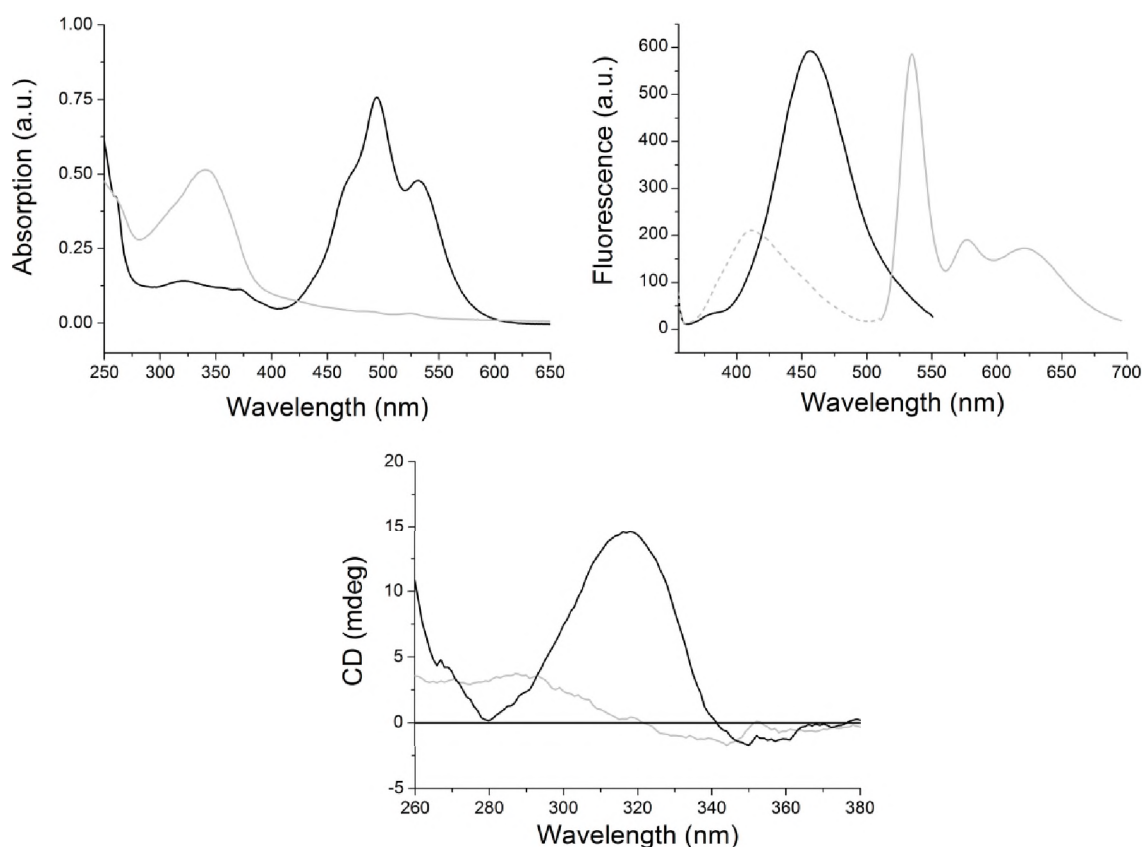 Absorption (a.u.)
1.00
0.75
0.50
0.25
0.00
250 300 350 400 450 500 550 600 650
Wavelength (nm)
Fluorescence (a.u.)
600
500
400
300
200
100
0
400 450 500 550 600 650 700
Wavelength (nm)
CD (mdeg)
20
15
10
5
0
-5
260 280 300 320 340 360 380
Wavelength (nm)